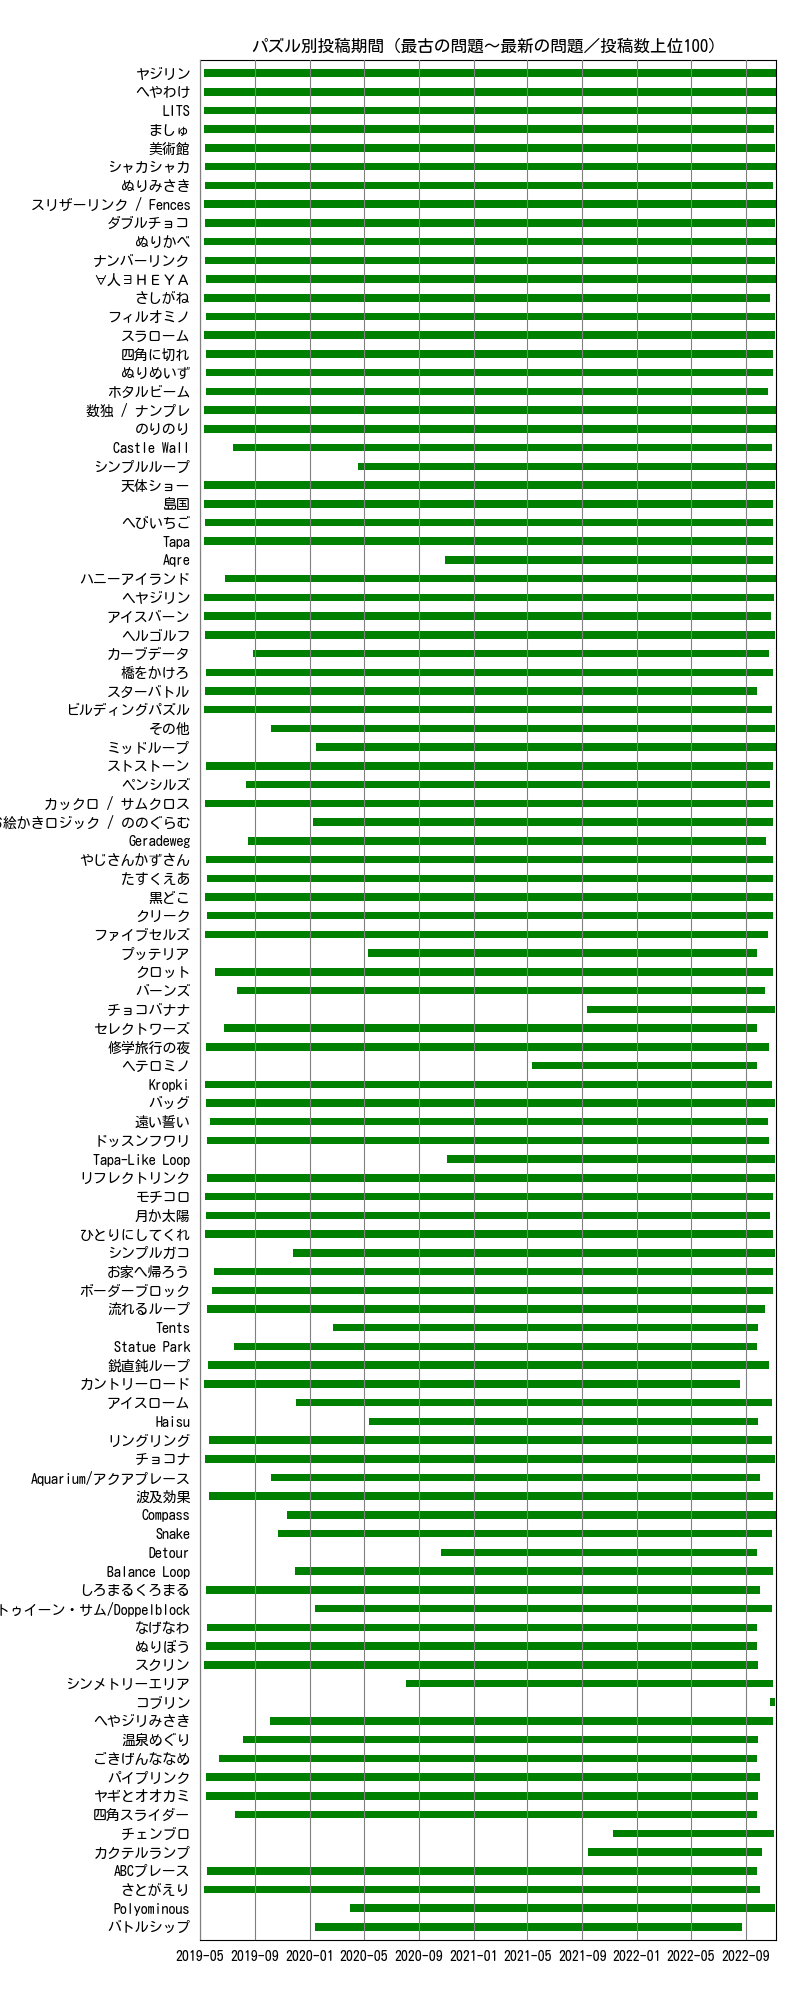 パズル別投稿期間（最古の問題～最新の問題／投稿数上位100）
ヤジリン
へやわけ
LITS
ましゅ
美術館
シャカシャカ
ぬりみさき
スリザーリンク / Fences
ダブルチョコ
ぬりかべ
ナンバーリンク
∀人∃ＨＥＹＡ
さしがね
フィルオミノ
スラローム
四角に切れ
ぬりめいず
ホタルビーム
数独 / ナンプレ
のりのり
Castle Wall
シンプルループ
天体ショー
島国
へびいちご
Tapa
Aqre
ハニーアイランド
ヘヤジリン
アイスバーン
ヘルゴルフ
カーブデータ
橋をかけろ
スターバトル
ビルディングパズル
その他
ミッドループ
ストストーン
ペンシルズ
カックロ / サムクロス
絵かきロジック / ののぐらむ
Geradeweg
やじさんかずさん
たすくえあ
黒どこ
クリーク
ファイブセルズ
プッテリア
クロット
バーンズ
チョコバナナ
セレクトワーズ
修学旅行の夜
ヘテロミノ
Kropki
バッグ
遠い誓い
ドッスンフワリ
Tapa-Like Loop
リフレクトリンク
モチコロ
月か太陽
ひとりにしてくれ
シンプルガコ
お家へ帰ろう
ボーダーブロック
流れるループ
Tents
Statue Park
鋭直鈍ループ
カントリーロード
アイスローム
Haisu
リングリング
チョコナ
Aquarium/アクアプレース
波及効果
Compass
Snake
Detour
Balance Loop
しろまるくろまる
トゥイーン・サム/Doppelblock
なげなわ
ぬりぼう
スクリン
シンメトリーエリア
コブリン
へやジリみさき
温泉めぐり
ごきげんななめ
パイプリンク
ヤギとオオカミ
四角スライダー
チェンブロ
カクテルランプ
ABCプレース
さとがえり
Polyominous
バトルシップ
2019-05 2019-09 2020-01 2020-05 2020-09 2021-01 2021-05 2021-09 2022-01 2022-05 2022-09